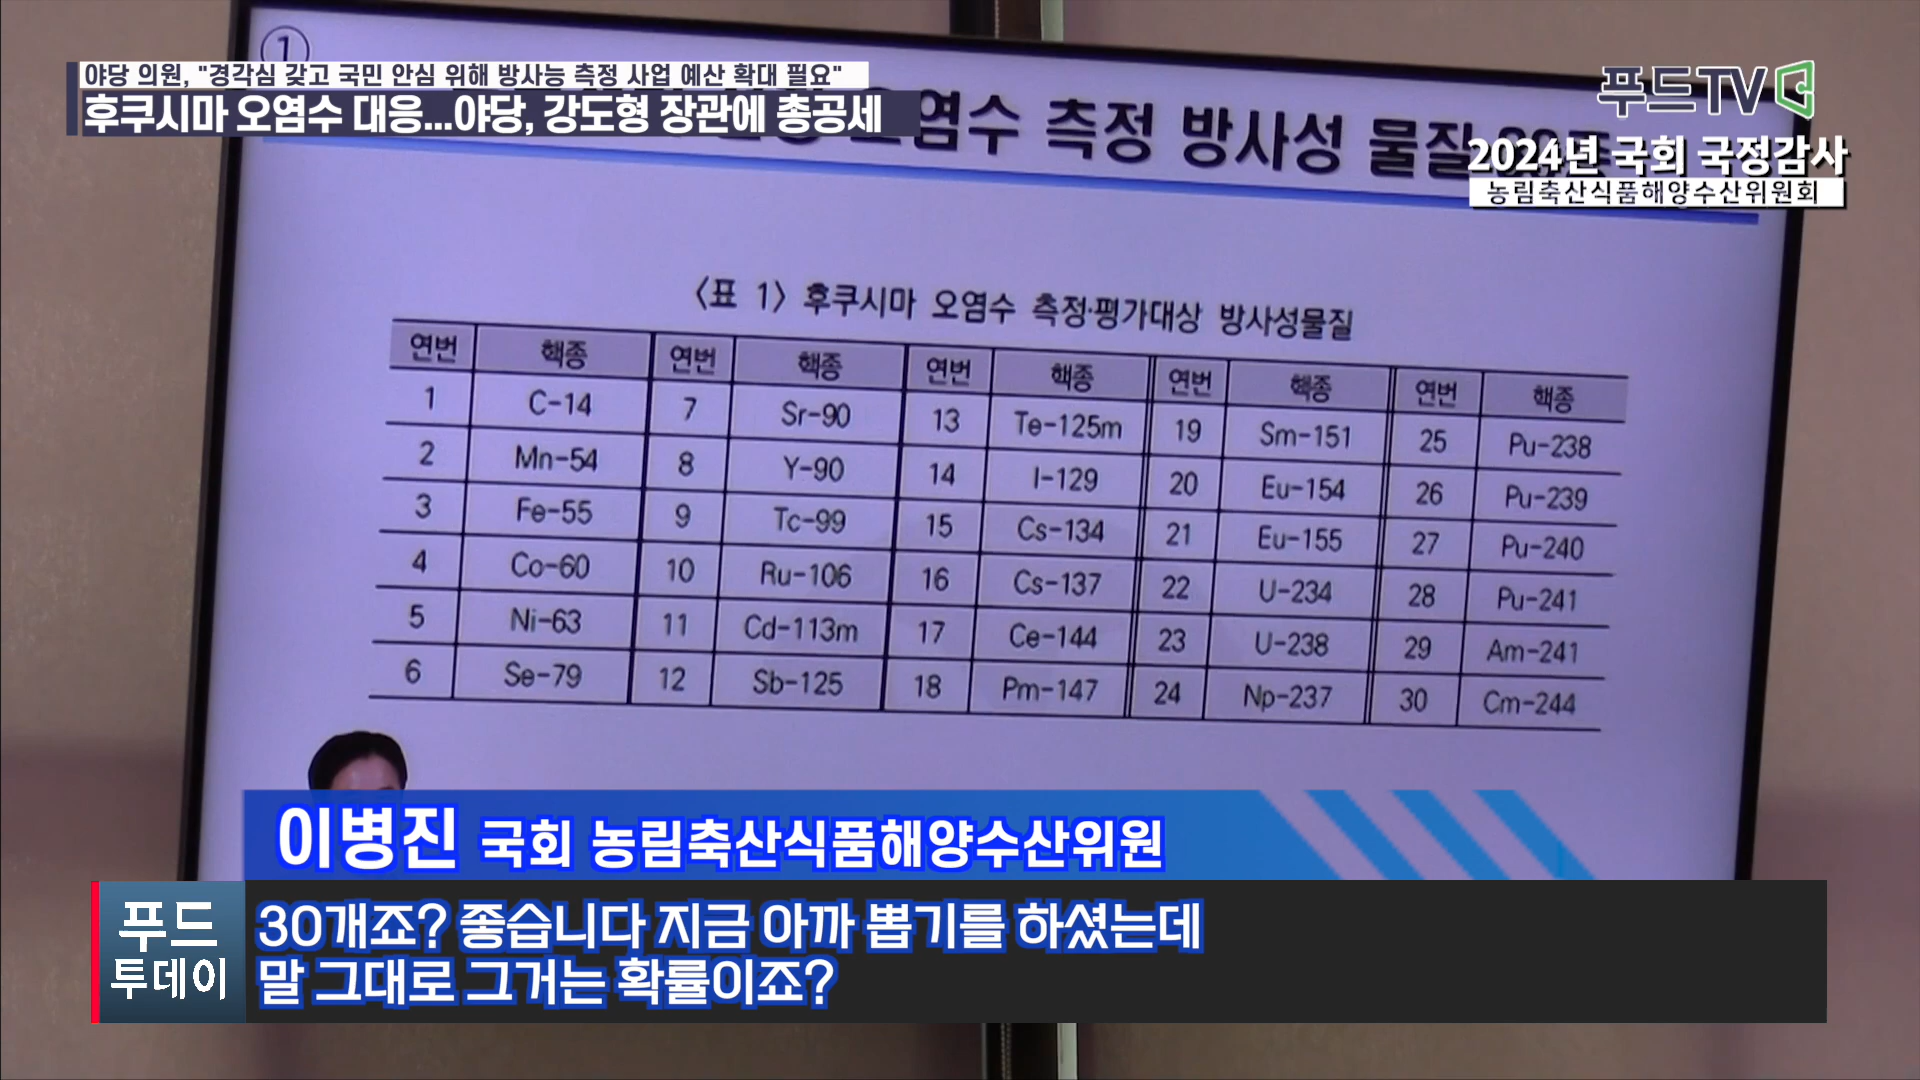 ①
야당 의원, "경각심 갖고 국민 안심 위해 방사능 측정 사업 예산 확대 필요"
후쿠시마 오염수 대응...야당, 강도형 장관에 총공세
푸드TV
2024년 국회 국정감사
농림축산식품해양수산위원회
오염수 측정 방사성 물질
<표 1> 후쿠시마 오염수 측정·평가대상 방사성물질
연번 핵종 연번 핵종 연번 핵종 연번 핵종 연번 핵종
1 C-14 7 Sr-90 13 Te-125m 19 Sm-151 25 Pu-238
2 Mn-54 8 Y-90 14 I-129 20 Eu-154 26 Pu-239
3 Fe-55 9 Tc-99 15 Cs-134 21 Eu-155 27 Pu-240
4 Co-60 10 Ru-106 16 Cs-137 22 U-234 28 Pu-241
5 Ni-63 11 Cd-113m 17 Ce-144 23 U-238 29 Am-241
6 Se-79 12 Sb-125 18 Pm-147 24 Np-237 30 Cm-244
이병진 국회 농림축산식품해양수산위원
푸드
투데이
30개죠? 좋습니다 지금 아까 뽑기를 하셨는데
말 그대로 그거는 확률이죠?